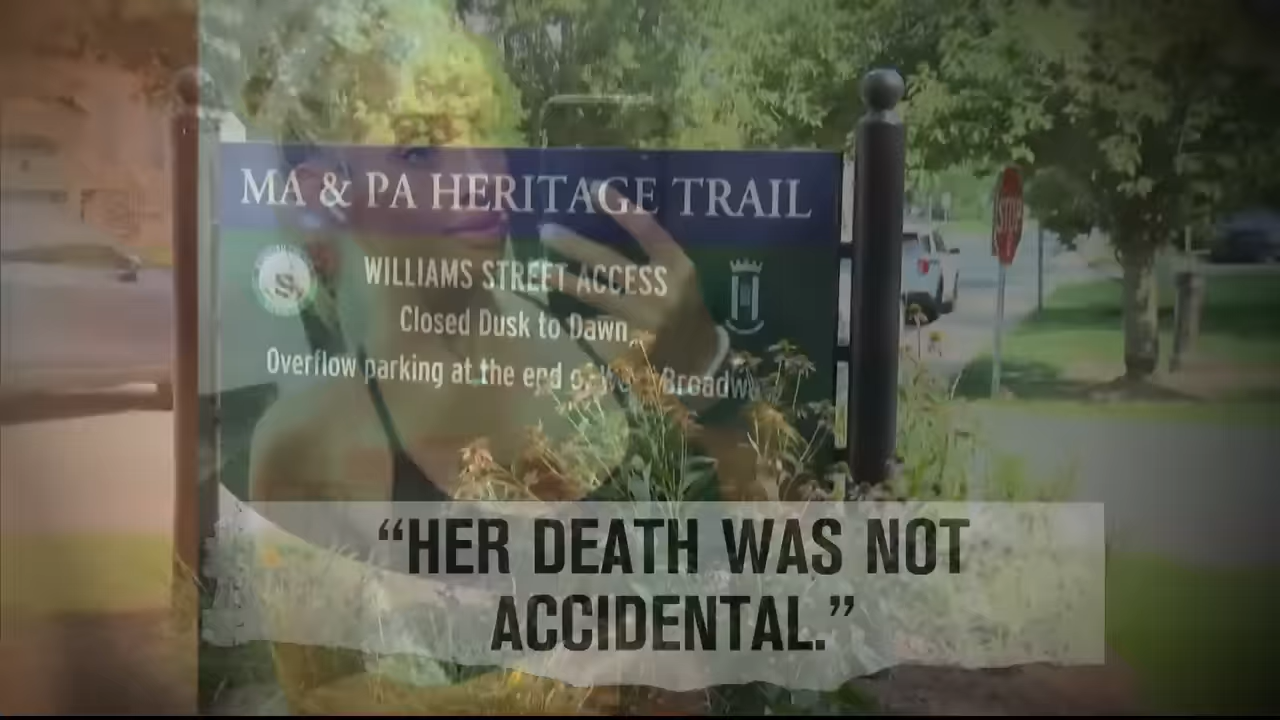 MA & PA HERITAGE TRAIL
S
WILLIAMS STREET ACCESS
Closed Dusk to Dawn
Overflow parking at the end of
STOP
“HER DEATH WAS NOT
ACCIDENTAL.”